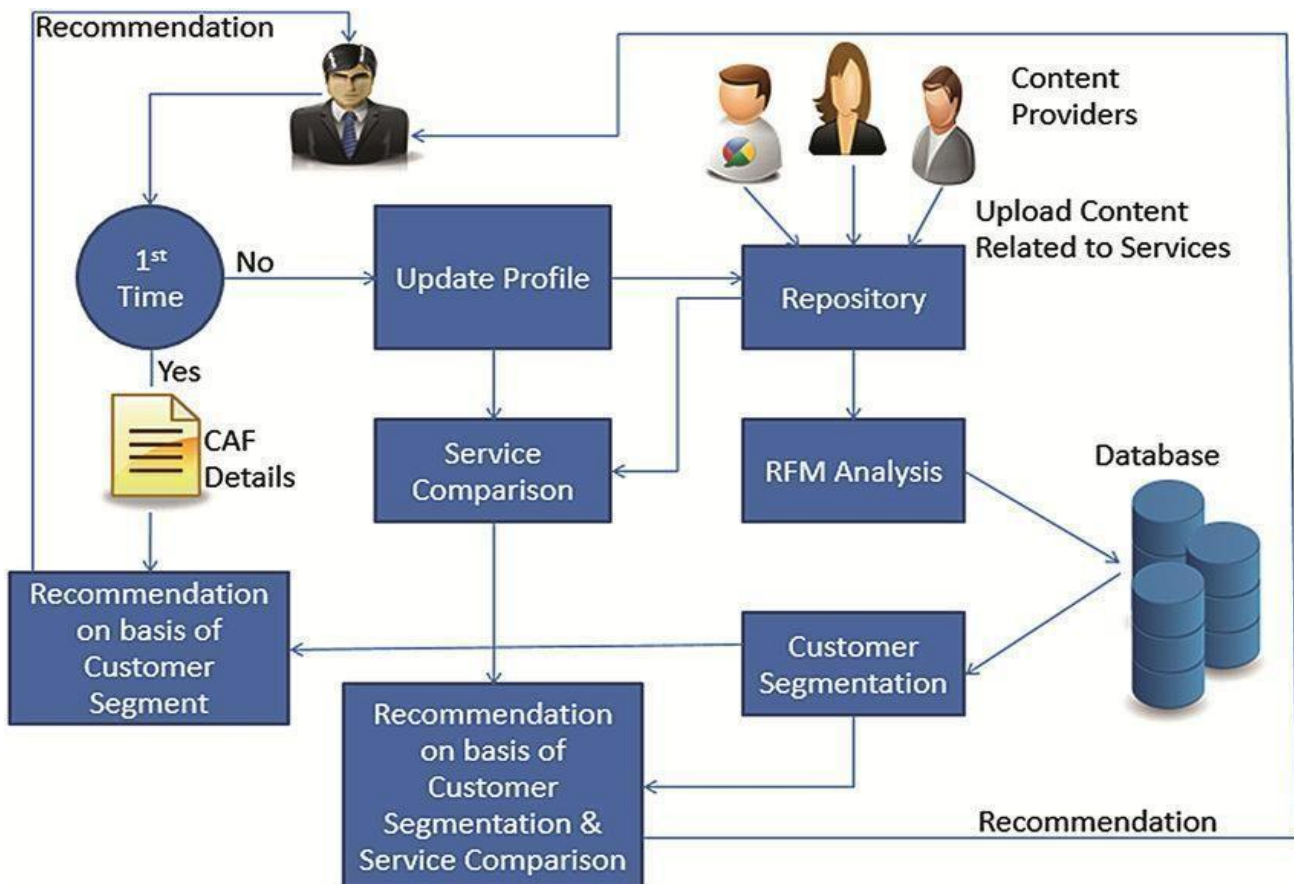 Recommendation
Content
Providers
Upload Content
Related to Services
1st
Time
No
Update Profile
Repository
Yes
CAF
Details
Service
Comparison
RFM Analysis
Database
Recommendation
on basis of
Customer
Segment
Customer
Segmentation
Recommendation
on basis of
Customer
Segmentation &
Service Comparison
Recommendation